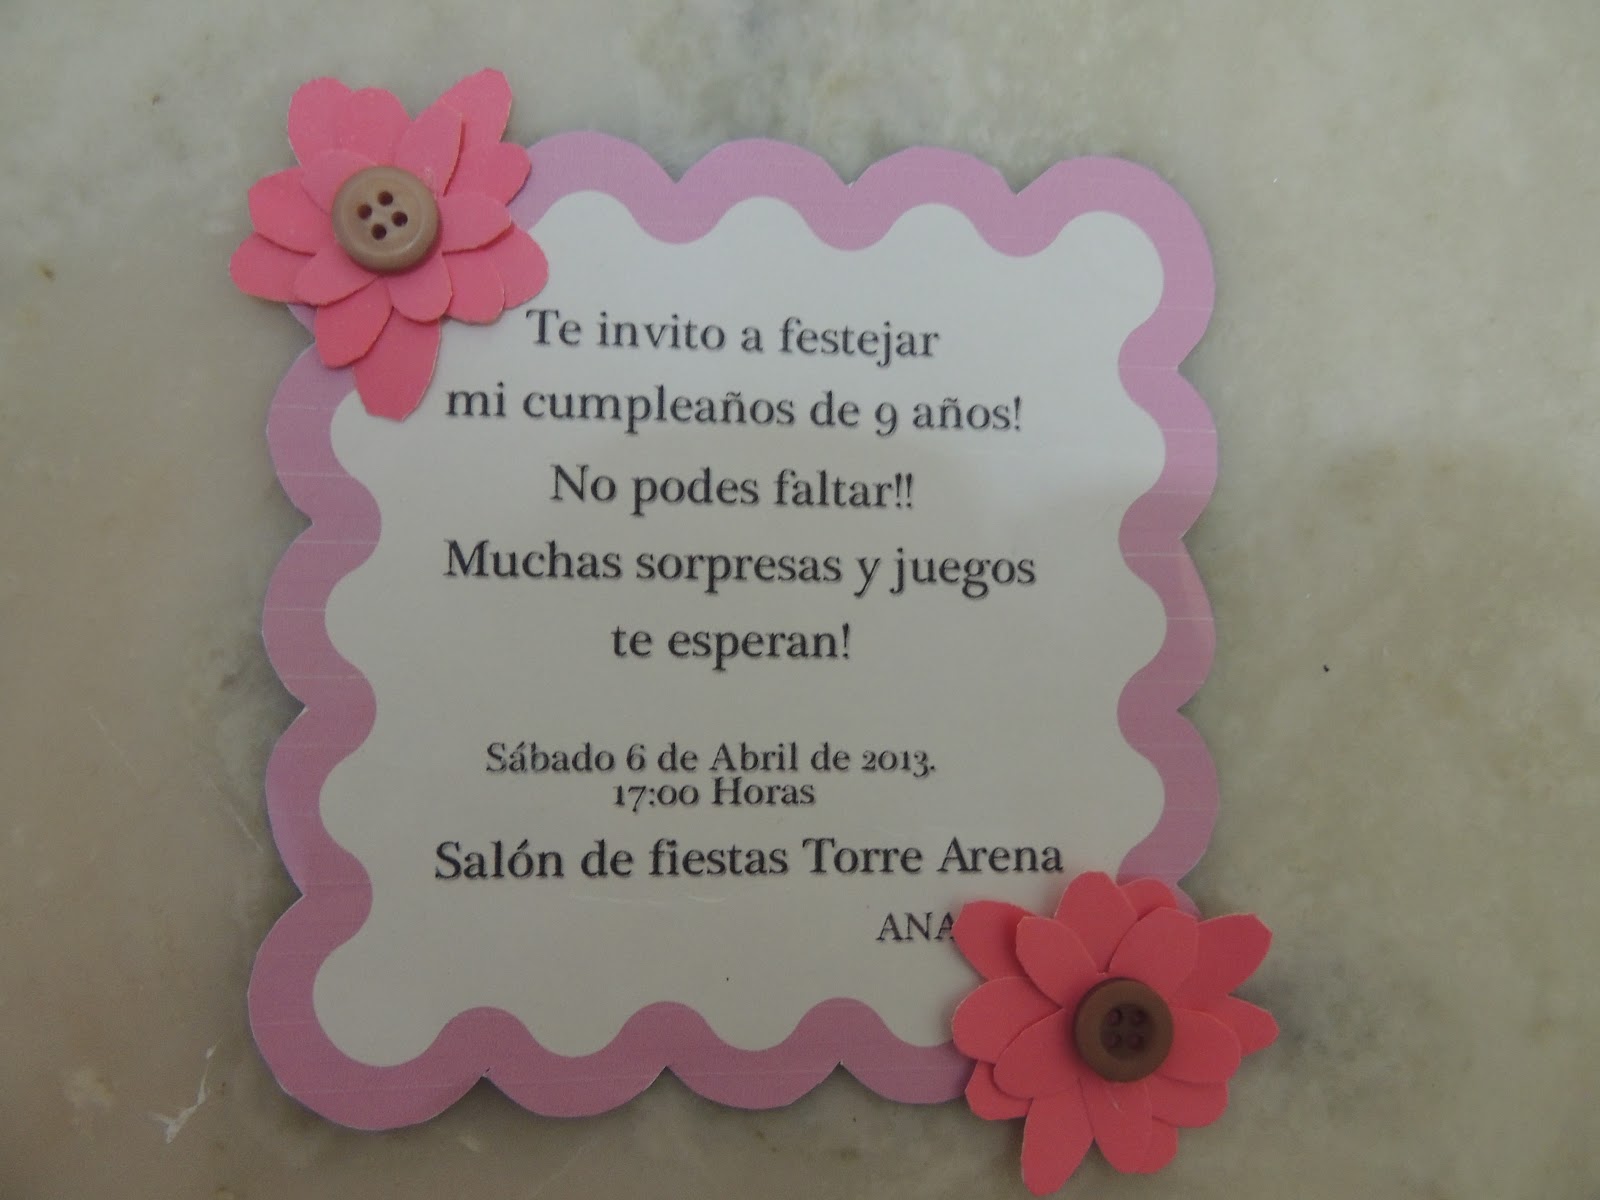 Te invito a festejar
mi cumpleaños de 9 años!
No podes faltar!!
Muchas sorpresas y juegos
te esperan!
Sábado 6 de Abril de 2013.
17:00 Horas
Salón de fiestas Torre Arena
ANA